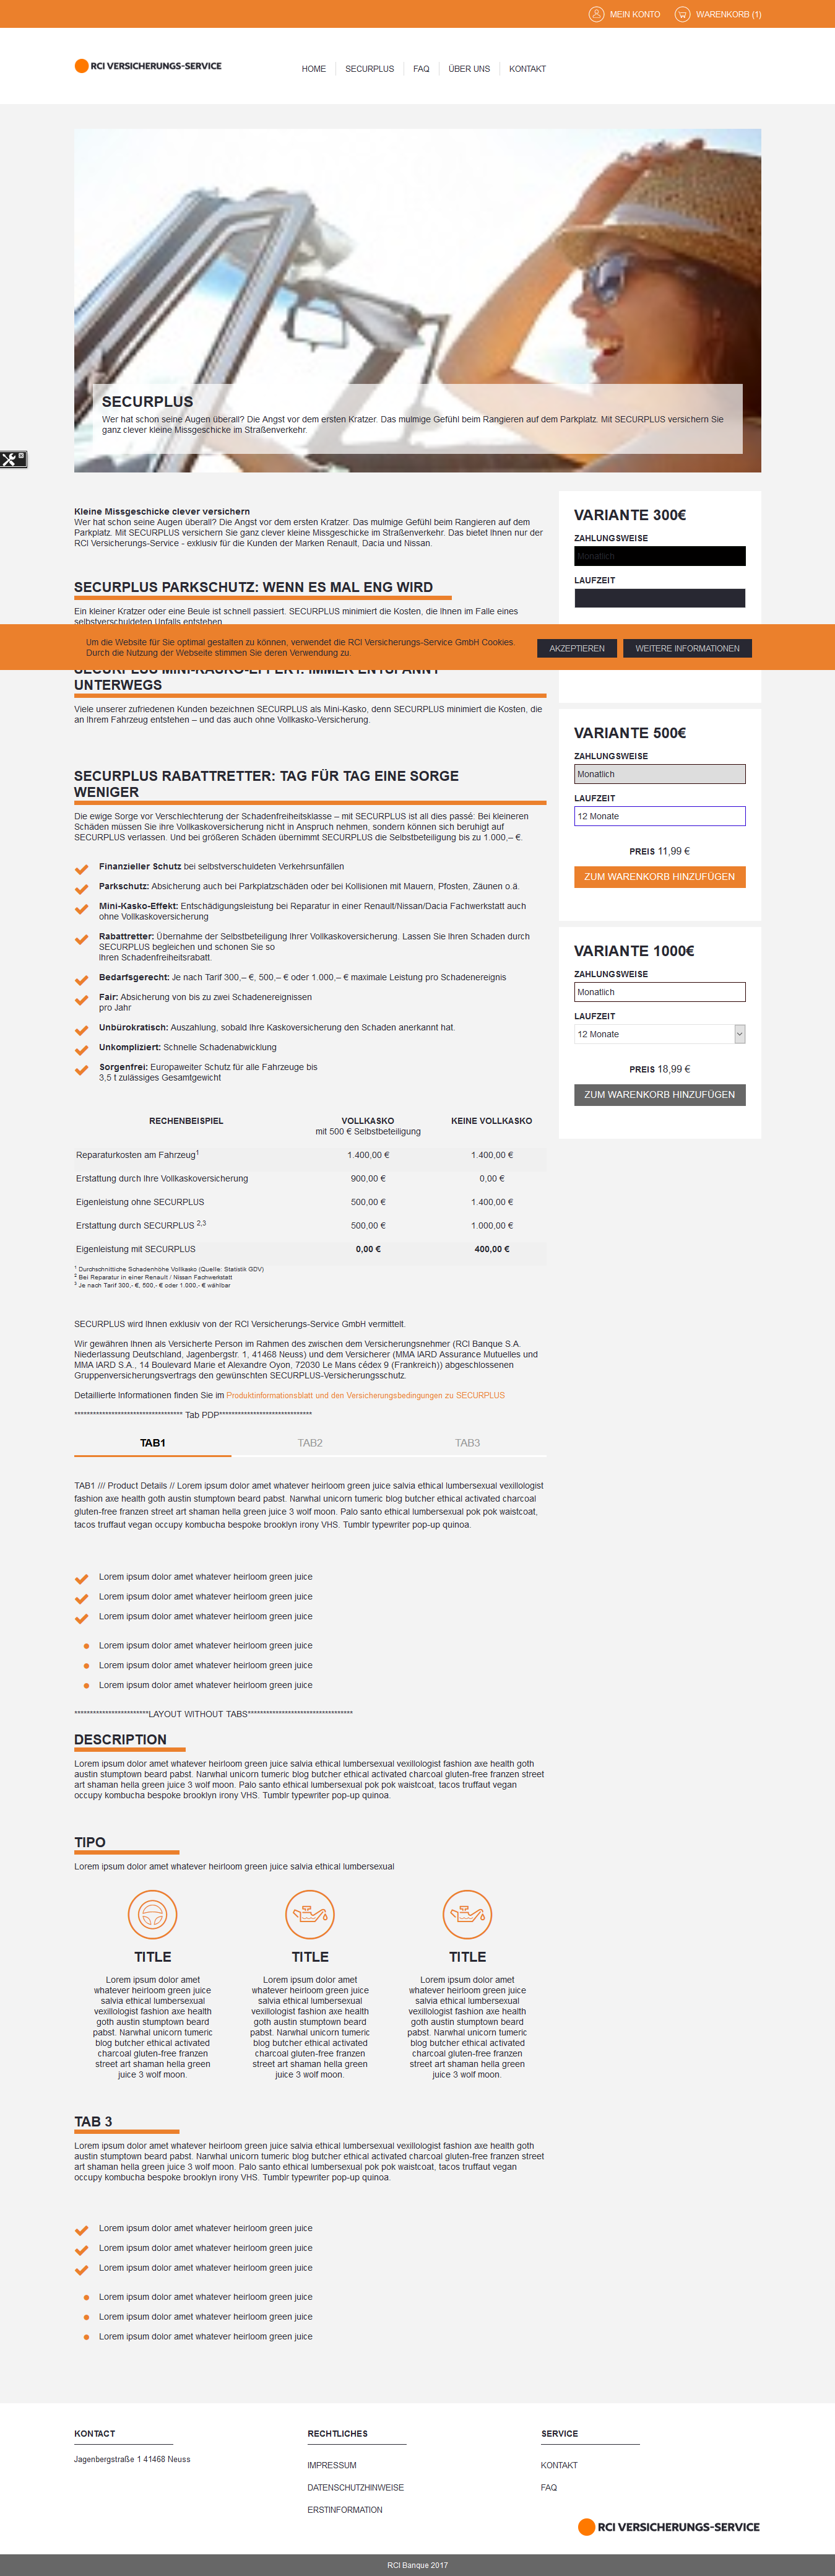 MEIN KONTO
WARENKORB (1)
RCI VERSICHERUNGS-SERVICE
HOME
SECURPLUS
FAQ
ÜBER UNS
KONTAKT
SECURPLUS
Wer hat schon seine Augen überall? Die Angst vor dem ersten Kratzer. Das mulmige Gefühl beim Rangieren auf dem Parkplatz. Mit SECURPLUS versichern Sie
ganz clever kleine Missgeschicke im Straßenverkehr.
Kleine Missgeschicke clever versichern
Wer hat schon seine Augen überall? Die Angst vor dem ersten Kratzer. Das mulmige Gefühl beim Rangieren auf dem
Parkplatz. Mit SECURPLUS versichern Sie ganz clever kleine Missgeschicke im Straßenverkehr. Das bietet Ihnen nur der
RCI Versicherungs-Service - exklusiv für die Kunden der Marken Renault, Dacia und Nissan.
SECURPLUS PARKSCHUTZ: WENN ES MAL ENG WIRD
Ein kleiner Kratzer oder eine Beule ist schnell passiert. SECURPLUS minimiert die Kosten, die Ihnen im Falle eines
selbstverschuldeten Unfalls entstehen.
Um die Website für Sie optimal gestalten zu können, verwendet die RCI Versicherungs-Service GmbH Cookies.
Durch die Nutzung der Webseite stimmen Sie deren Verwendung zu.
AKZEPTIEREN
WEITERE INFORMATIONEN
SECURPLUS MINI-KASKO-EFFEKT: IMMER ENTSPANNT
UNTERWEGS
Viele unserer zufriedenen Kunden bezeichnen SECURPLUS als Mini-Kasko, denn SECURPLUS minimiert die Kosten, die
an Ihrem Fahrzeug entstehen – und das auch ohne Vollkasko-Versicherung.
SECURPLUS RABATTRETTER: TAG FÜR TAG EINE SORGE
WENIGER
Die ewige Sorge vor Verschlechterung der Schadenfreiheitsklasse – mit SECURPLUS ist all dies passé: Bei kleineren
Schäden müssen Sie ihre Vollkaskoversicherung nicht in Anspruch nehmen, sondern können sich beruhigt auf
SECURPLUS verlassen. Und bei größeren Schäden übernimmt SECURPLUS die Selbstbeteiligung bis zu 1.000,– €.
Finanzieller Schutz bei selbstverschuldeten Verkehrsunfällen
Parkschutz: Absicherung auch bei Parkplatzschäden oder bei Kollisionen mit Mauern, Pfosten, Zäunen o.ä.
Mini-Kasko-Effekt: Entschädigungsleistung bei Reparatur in einer Renault/Nissan/Dacia Fachwerkstatt auch
ohne Vollkaskoversicherung
Rabattretter: Übernahme der Selbstbeteiligung Ihrer Vollkaskoversicherung. Lassen Sie Ihren Schaden durch
SECURPLUS begleichen und schonen Sie so
Ihren Schadenfreiheitsrabatt.
Bedarfsgerecht: Je nach Tarif 300,– €, 500,– € oder 1.000,– € maximale Leistung pro Schadenereignis
Fair: Absicherung von bis zu zwei Schadenereignissen
pro Jahr
Unbürokratisch: Auszahlung, sobald Ihre Kaskoversicherung den Schaden anerkannt hat.
Unkompliziert: Schnelle Schadenabwicklung
Sorgenfrei: Europaweiter Schutz für alle Fahrzeuge bis
3,5 t zulässiges Gesamtgewicht
RECHENBEISPIEL VOLLKASKO KEINE VOLLKASKO
mit 500 € Selbstbeteiligung
Reparaturkosten am Fahrzeug1 1.400,00 € 1.400,00 €
Erstattung durch Ihre Vollkaskoversicherung 900,00 € 0,00 €
Eigenleistung ohne SECURPLUS 500,00 € 1.400,00 €
Erstattung durch SECURPLUS 2,3 500,00 € 1.000,00 €
Eigenleistung mit SECURPLUS 0,00 € 400,00 €
1 Durchschnittliche Schadenhöhe Vollkasko (Quelle: Statistik GDV)
2 Bei Reparatur in einer Renault / Nissan Fachwerkstatt
3 Je nach Tarif 300,- €, 500,- € oder 1.000,- € wählbar
SECURPLUS wird Ihnen exklusiv von der RCI Versicherungs-Service GmbH vermittelt.
Wir gewähren Ihnen als Versicherte Person im Rahmen des zwischen dem Versicherungsnehmer (RCI Banque S.A.
Niederlassung Deutschland, Jagenbergstr. 1, 41468 Neuss) und dem Versicherer (MMA IARD Assurance Mutuelles und
MMA IARD S.A., 14 Boulevard Marie et Alexandre Oyon, 72030 Le Mans cédex 9 (Frankreich)) abgeschlossenen
Gruppenversicherungsvertrags den gewünschten SECURPLUS-Versicherungsschutz.
Detaillierte Informationen finden Sie im Produktinformationsblatt und den Versicherungsbedingungen zu SECURPLUS
*********************************** Tab PDP******************************
TAB1
TAB2
TAB3
TAB1 /// Product Details // Lorem ipsum dolor amet whatever heirloom green juice salvia ethical lumbersexual vexillologist
fashion axe health goth austin stumptown beard pabst. Narwhal unicorn tumeric blog butcher ethical activated charcoal
gluten-free franzen street art shaman hella green juice 3 wolf moon. Palo santo ethical lumbersexual pok pok waistcoat,
tacos truffaut vegan occupy kombucha bespoke brooklyn irony VHS. Tumblr typewriter pop-up quinoa.
Lorem ipsum dolor amet whatever heirloom green juice
Lorem ipsum dolor amet whatever heirloom green juice
Lorem ipsum dolor amet whatever heirloom green juice
Lorem ipsum dolor amet whatever heirloom green juice
Lorem ipsum dolor amet whatever heirloom green juice
Lorem ipsum dolor amet whatever heirloom green juice
************************LAYOUT WITHOUT TABS**********************************
DESCRIPTION
Lorem ipsum dolor amet whatever heirloom green juice salvia ethical lumbersexual vexillologist fashion axe health goth
austin stumptown beard pabst. Narwhal unicorn tumeric blog butcher ethical activated charcoal gluten-free franzen street
art shaman hella green juice 3 wolf moon. Palo santo ethical lumbersexual pok pok waistcoat, tacos truffaut vegan
occupy kombucha bespoke brooklyn irony VHS. Tumblr typewriter pop-up quinoa.
TIPO
Lorem ipsum dolor amet whatever heirloom green juice salvia ethical lumbersexual
TITLE
Lorem ipsum dolor amet
whatever heirloom green juice
salvia ethical lumbersexual
vexillologist fashion axe health
goth austin stumptown beard
pabst. Narwhal unicorn tumeric
blog butcher ethical activated
charcoal gluten-free franzen
street art shaman hella green
juice 3 wolf moon.
TITLE
Lorem ipsum dolor amet
whatever heirloom green juice
salvia ethical lumbersexual
vexillologist fashion axe health
goth austin stumptown beard
pabst. Narwhal unicorn tumeric
blog butcher ethical activated
charcoal gluten-free franzen
street art shaman hella green
juice 3 wolf moon.
TITLE
Lorem ipsum dolor amet
whatever heirloom green juice
salvia ethical lumbersexual
vexillologist fashion axe health
goth austin stumptown beard
pabst. Narwhal unicorn tumeric
blog butcher ethical activated
charcoal gluten-free franzen
street art shaman hella green
juice 3 wolf moon.
TAB 3
Lorem ipsum dolor amet whatever heirloom green juice salvia ethical lumbersexual vexillologist fashion axe health goth
austin stumptown beard pabst. Narwhal unicorn tumeric blog butcher ethical activated charcoal gluten-free franzen street
art shaman hella green juice 3 wolf moon. Palo santo ethical lumbersexual pok pok waistcoat, tacos truffaut vegan
occupy kombucha bespoke brooklyn irony VHS. Tumblr typewriter pop-up quinoa.
Lorem ipsum dolor amet whatever heirloom green juice
Lorem ipsum dolor amet whatever heirloom green juice
Lorem ipsum dolor amet whatever heirloom green juice
Lorem ipsum dolor amet whatever heirloom green juice
Lorem ipsum dolor amet whatever heirloom green juice
Lorem ipsum dolor amet whatever heirloom green juice
VARIANTE 300€
ZAHLUNGSWEISE
Monatlich
LAUFZEIT
VARIANTE 500€
ZAHLUNGSWEISE
Monatlich
LAUFZEIT
12 Monate
PREIS 11,99 €
ZUM WARENKORB HINZUFÜGEN
VARIANTE 1000€
ZAHLUNGSWEISE
Monatlich
LAUFZEIT
12 Monate
PREIS 18,99 €
ZUM WARENKORB HINZUFÜGEN
KONTACT
Jagenbergstraße 1 41468 Neuss
RECHTLICHES
IMPRESSUM
DATENSCHUTZHINWEISE
ERSTINFORMATION
SERVICE
KONTAKT
FAQ
RCI VERSICHERUNGS-SERVICE
RCI Banque 2017